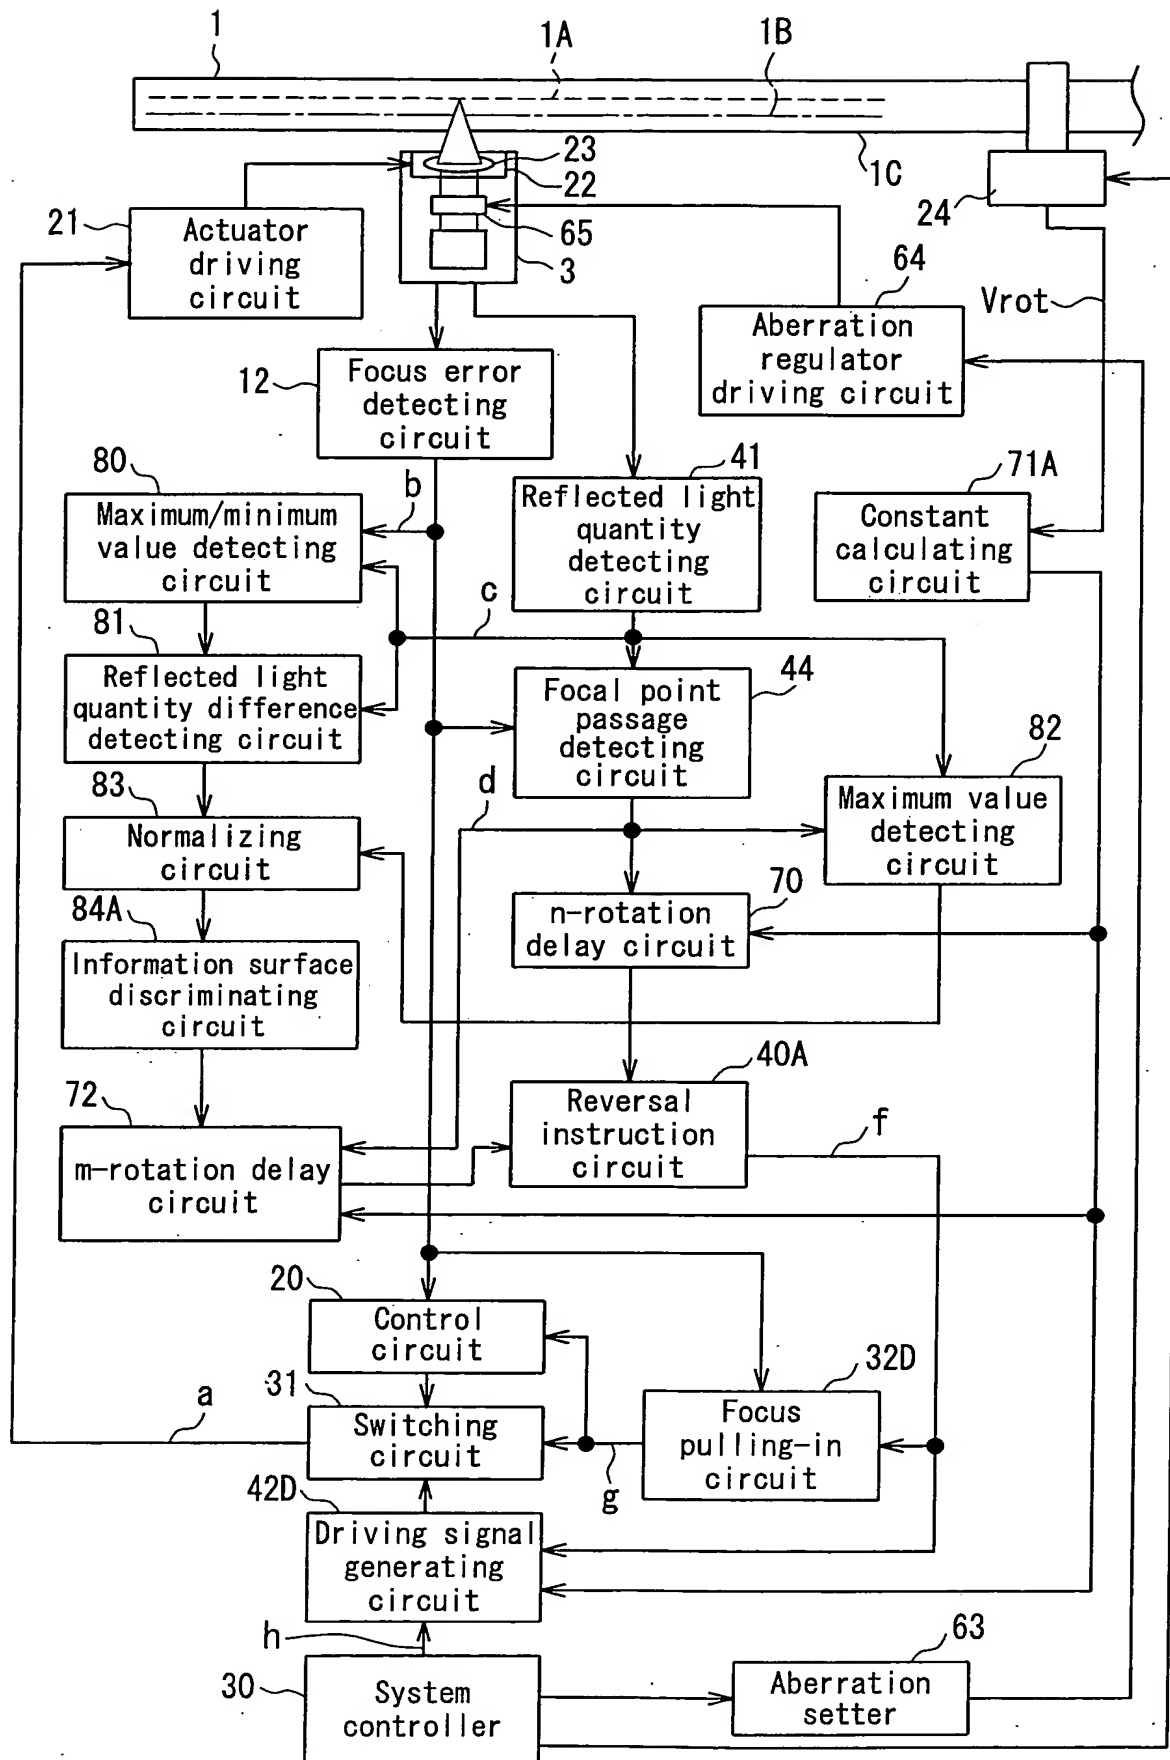 1
1A
1B
1C
23
22
65
3
24
21
Actuator
driving
circuit
64
Aberration
regulator
driving circuit
Vrot
12
Focus error
detecting
circuit
80
Maximum/minimum
value detecting
circuit
b
41
Reflected light
quantity
detecting
circuit
71A
Constant
calculating
circuit
c
81
Reflected light
quantity difference
detecting circuit
44
Focal point
passage
detecting
circuit
82
Maximum value
detecting
circuit
83
Normalizing
circuit
d
70
n-rotation
delay circuit
84A
Information surface
discriminating
circuit
40A
Reversal
instruction
circuit
f
72
m-rotation delay
circuit
20
Control
circuit
32D
Focus
pulling-in
circuit
31
Switching
circuit
a
g
42D
Driving signal
generating
circuit
h
30
System
controller
63
Aberration
setter